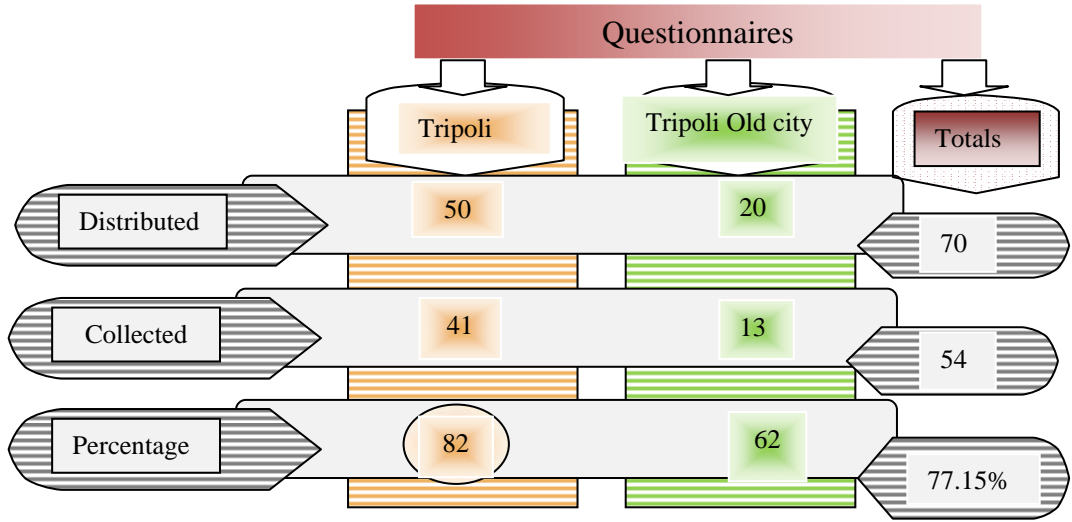 Questionnaires
Tripoli Tripoli Old city Totals
Distributed 50 20 70
Collected 41 13 54
Percentage 82 62 77.15%